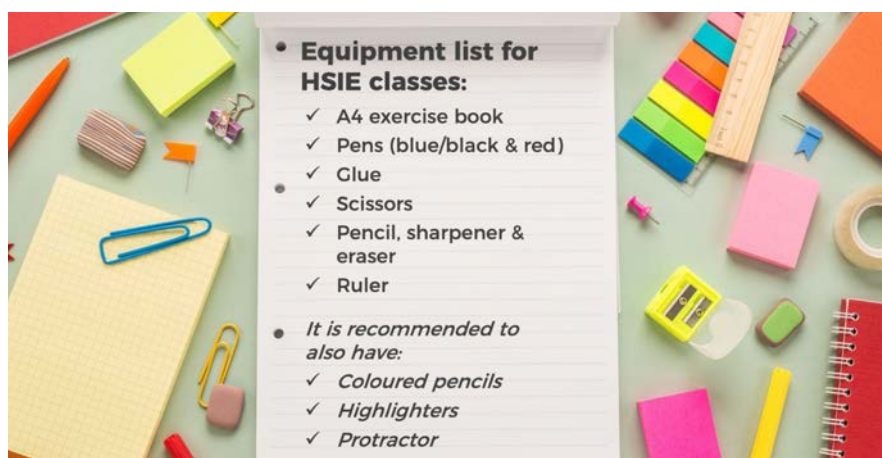 Equipment list for
HSIE classes:
✓ A4 exercise book
✓ Pens (blue/black & red)
✓ Glue
✓ Scissors
✓ Pencil, sharpener &
eraser
✓ Ruler
It is recommended to
also have:
✓ Coloured pencils
✓ Highlighters
✓ Protractor